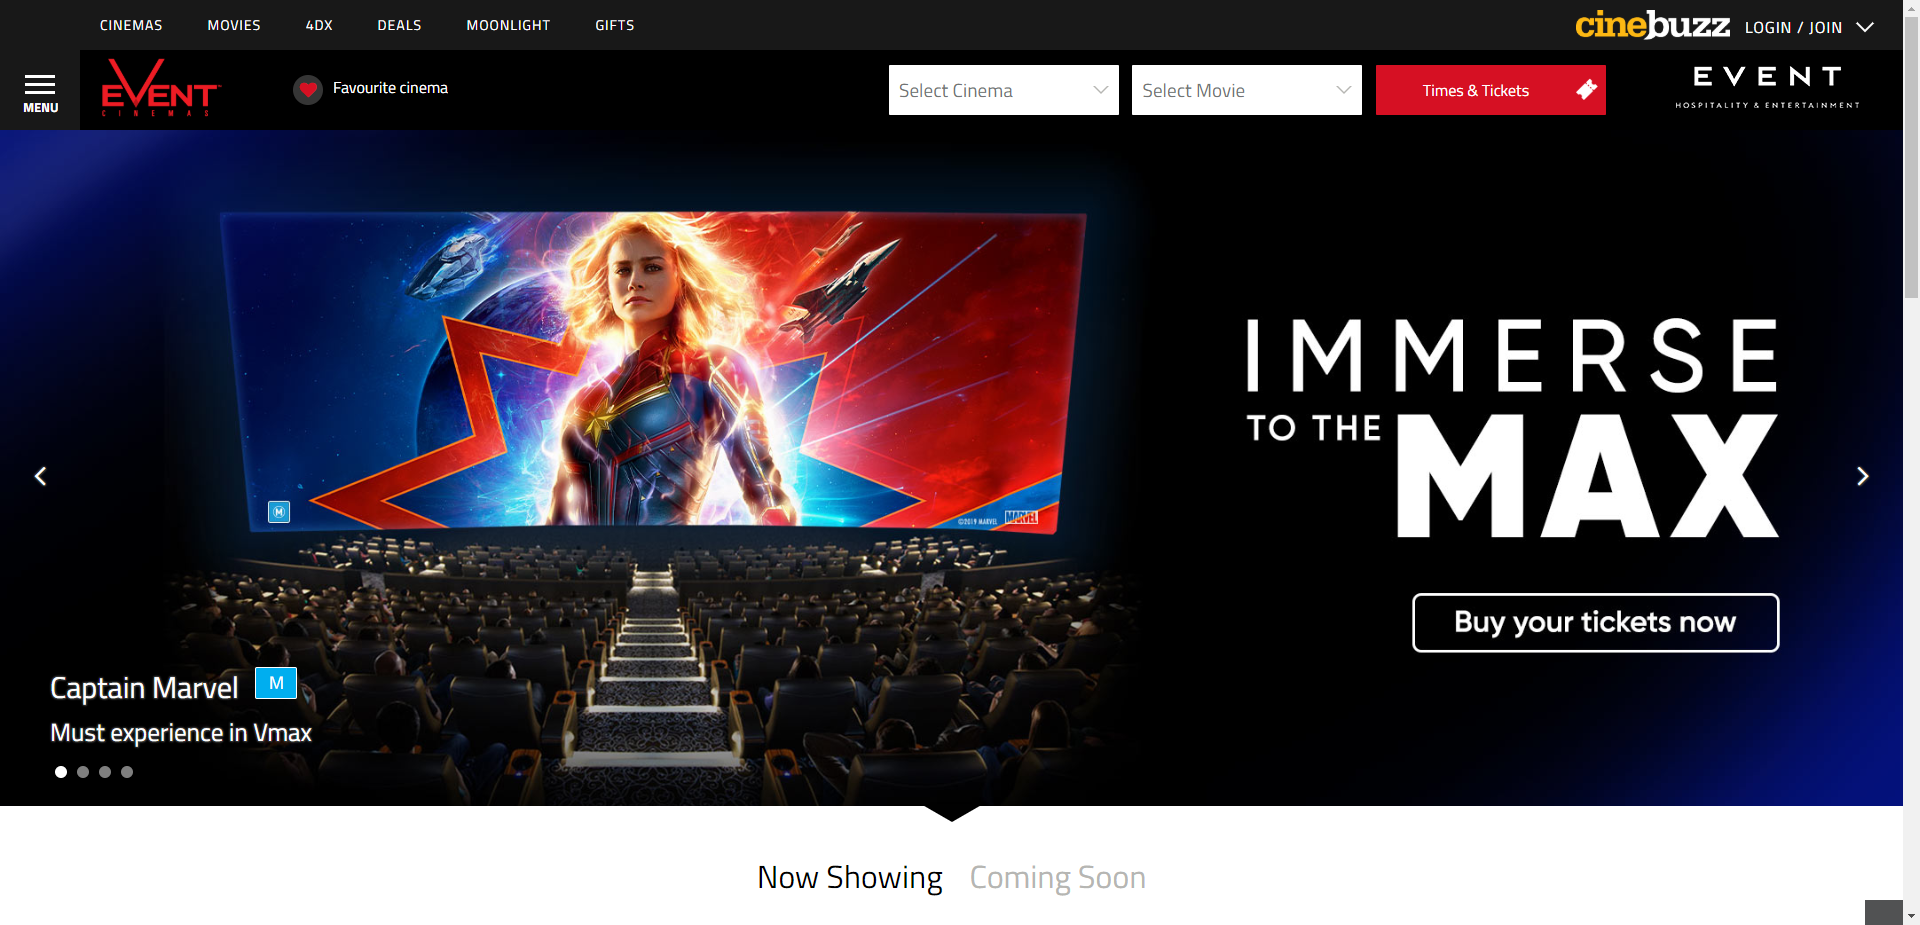 CINEMAS MOVIES 4DX DEALS MOONLIGHT GIFTS
cinebuzz LOGIN / JOIN
MENU
EVENT
CINEMAS
Favourite cinema
Select Cinema
Select Movie
Times & Tickets
EVENT
HOSPITALITY & ENTERTAINMENT
IMMERSE
TO THE MAX
M
©2019 MARVEL MARVEL
Buy your tickets now
Captain Marvel M
Must experience in Vmax
Now Showing Coming Soon